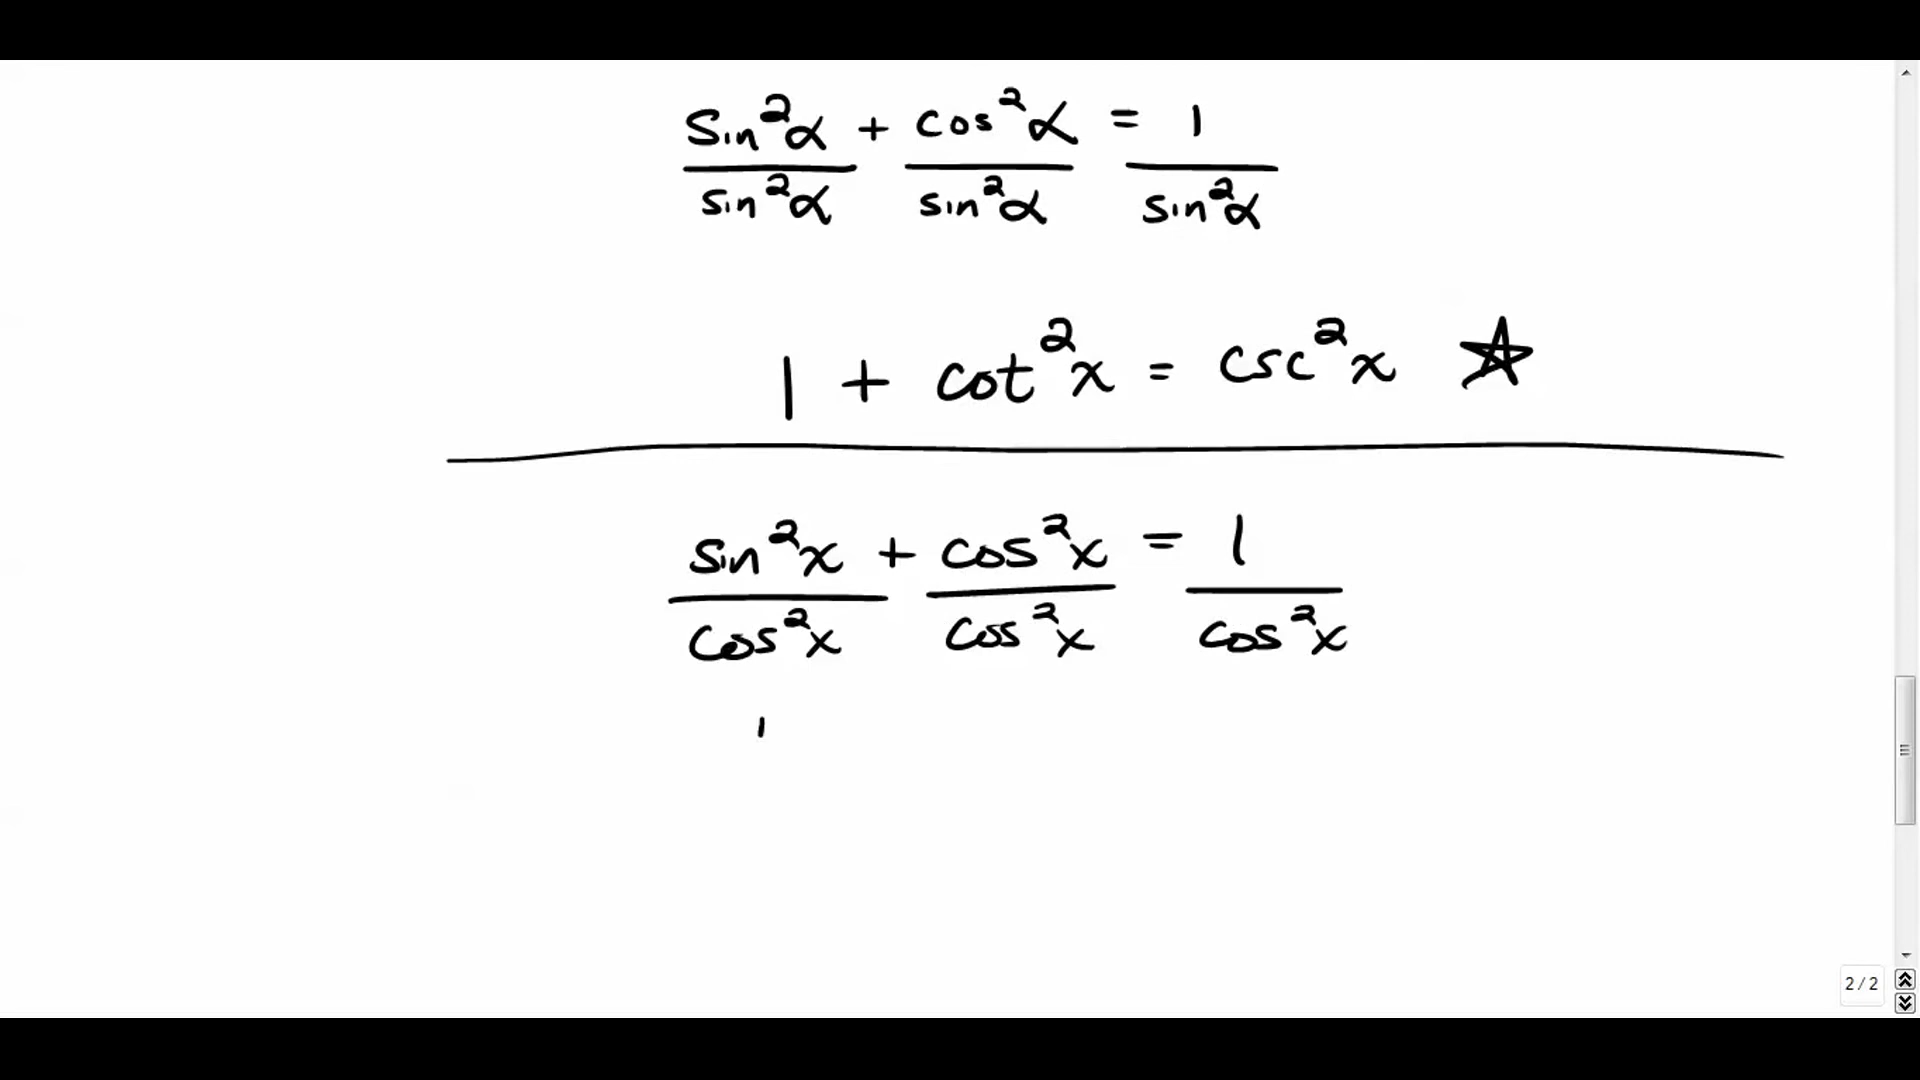 sin²α + cos²α = 1
sin²α sin²α sin²α
1 + cot²x = csc²x
sin²x + cos²x = 1
cos²x cos²x cos²x
2 / 2